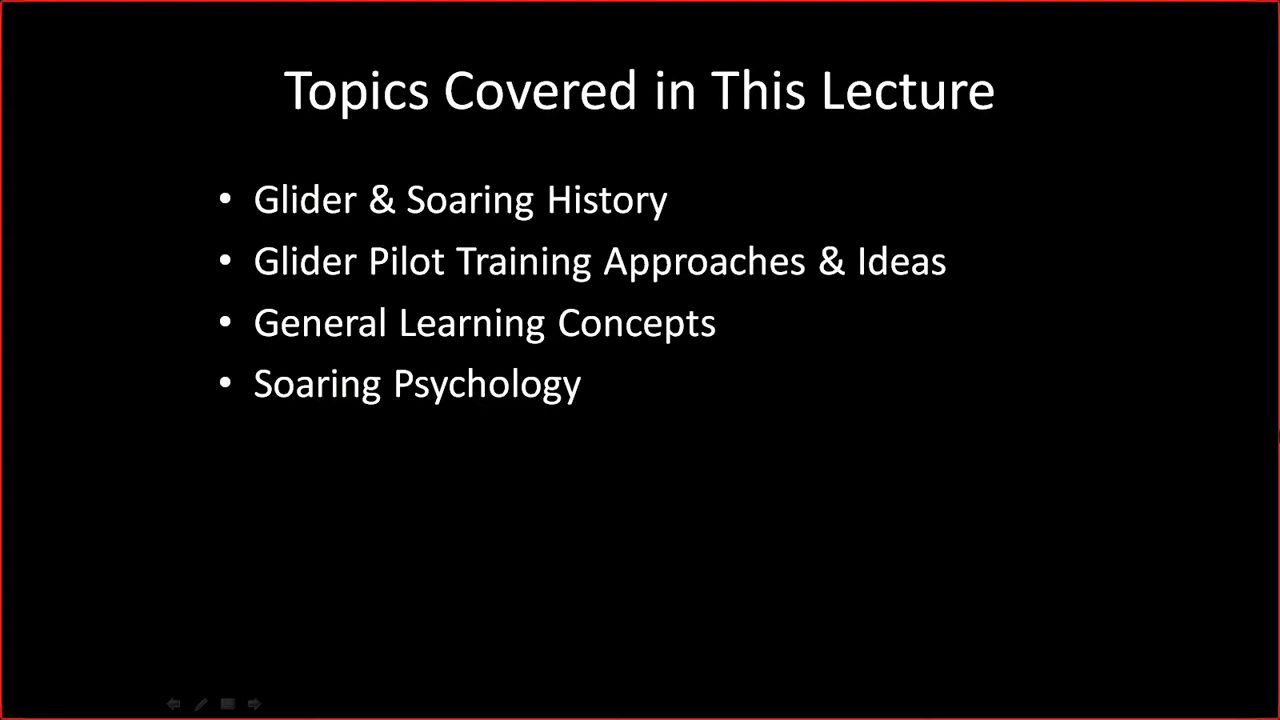 Topics Covered in This Lecture
• Glider & Soaring History
• Glider Pilot Training Approaches & Ideas
• General Learning Concepts
• Soaring Psychology